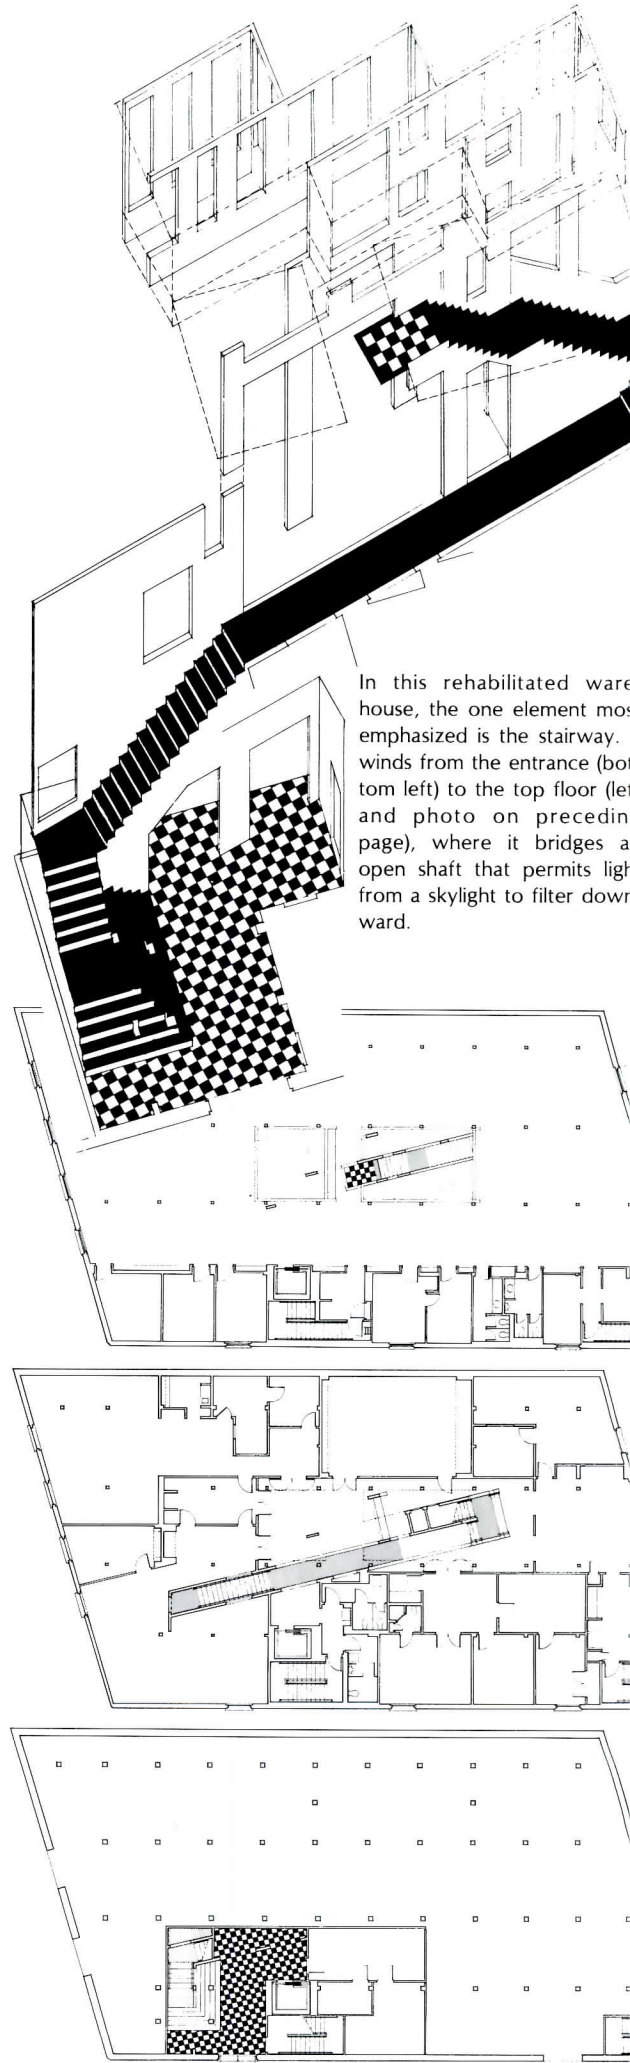 In this rehabilitated ware
house, the one element mos
emphasized is the stairway.
winds from the entrance (bot
tom left) to the top floor (lef
and photo on precedin
page), where it bridges a
open shaft that permits ligh
from a skylight to filter down
ward.